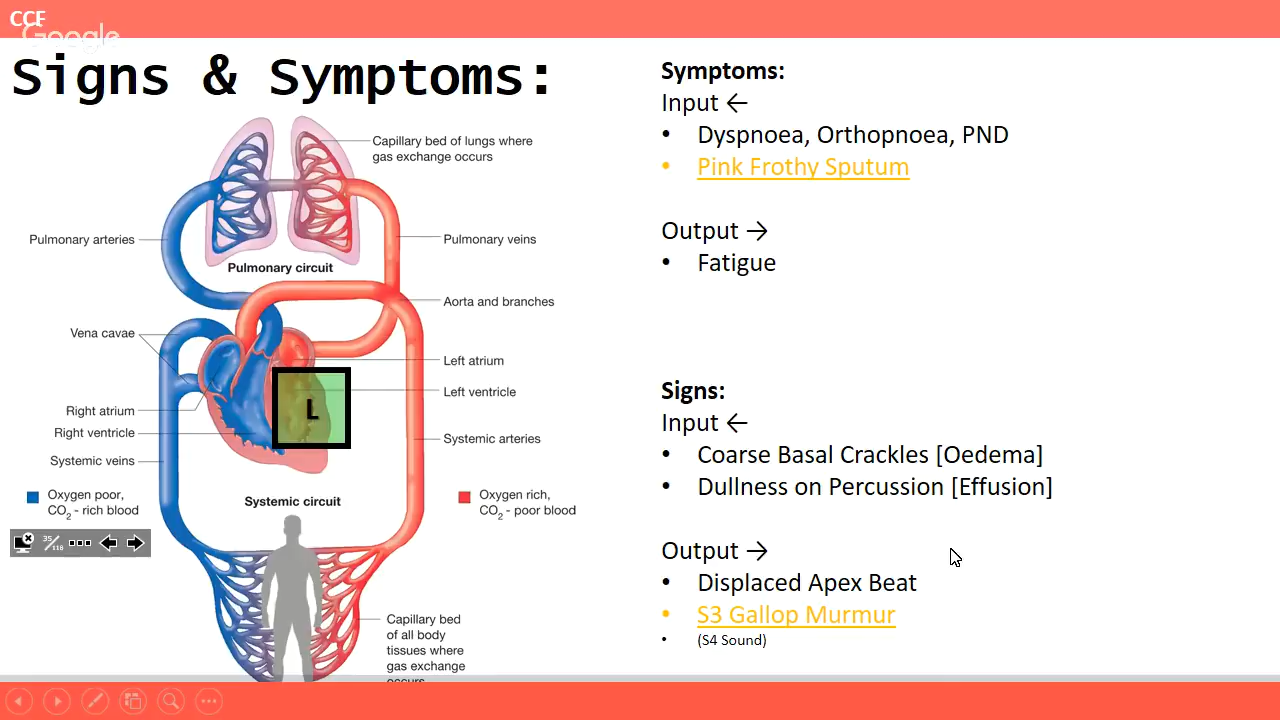 CCF
Google
Signs & Symptoms:
Capillary bed of lungs where
gas exchange occurs
Pulmonary arteries
Pulmonary veins
Pulmonary circuit
Aorta and branches
Vena cavae
Left atrium
Left ventricle
L
Right atrium
Right ventricle
Systemic arteries
Systemic veins
Oxygen poor,
CO2 - rich blood
Systemic circuit
Oxygen rich,
CO2 - poor blood
35/118
Capillary bed
of all body
tissues where
gas exchange
occurs
Symptoms:
Input ←
• Dyspnoea, Orthopnoea, PND
• Pink Frothy Sputum
Output →
• Fatigue
Signs:
Input ←
• Coarse Basal Crackles [Oedema]
• Dullness on Percussion [Effusion]
Output →
• Displaced Apex Beat
• S3 Gallop Murmur
• (S4 Sound)